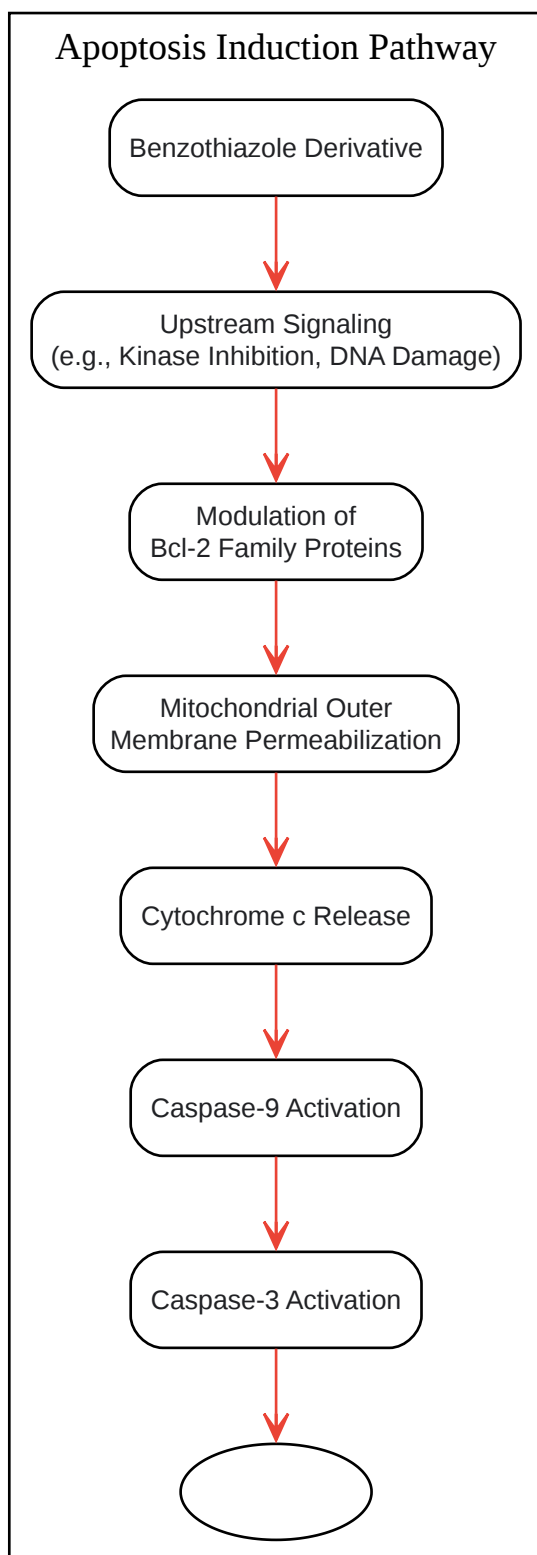 Apoptosis Induction Pathway
Benzothiazole Derivative
Upstream Signaling
(e.g., Kinase Inhibition, DNA Damage)
Modulation of
Bcl-2 Family Proteins
Mitochondrial Outer
Membrane Permeabilization
Cytochrome c Release
Caspase-9 Activation
Caspase-3 Activation